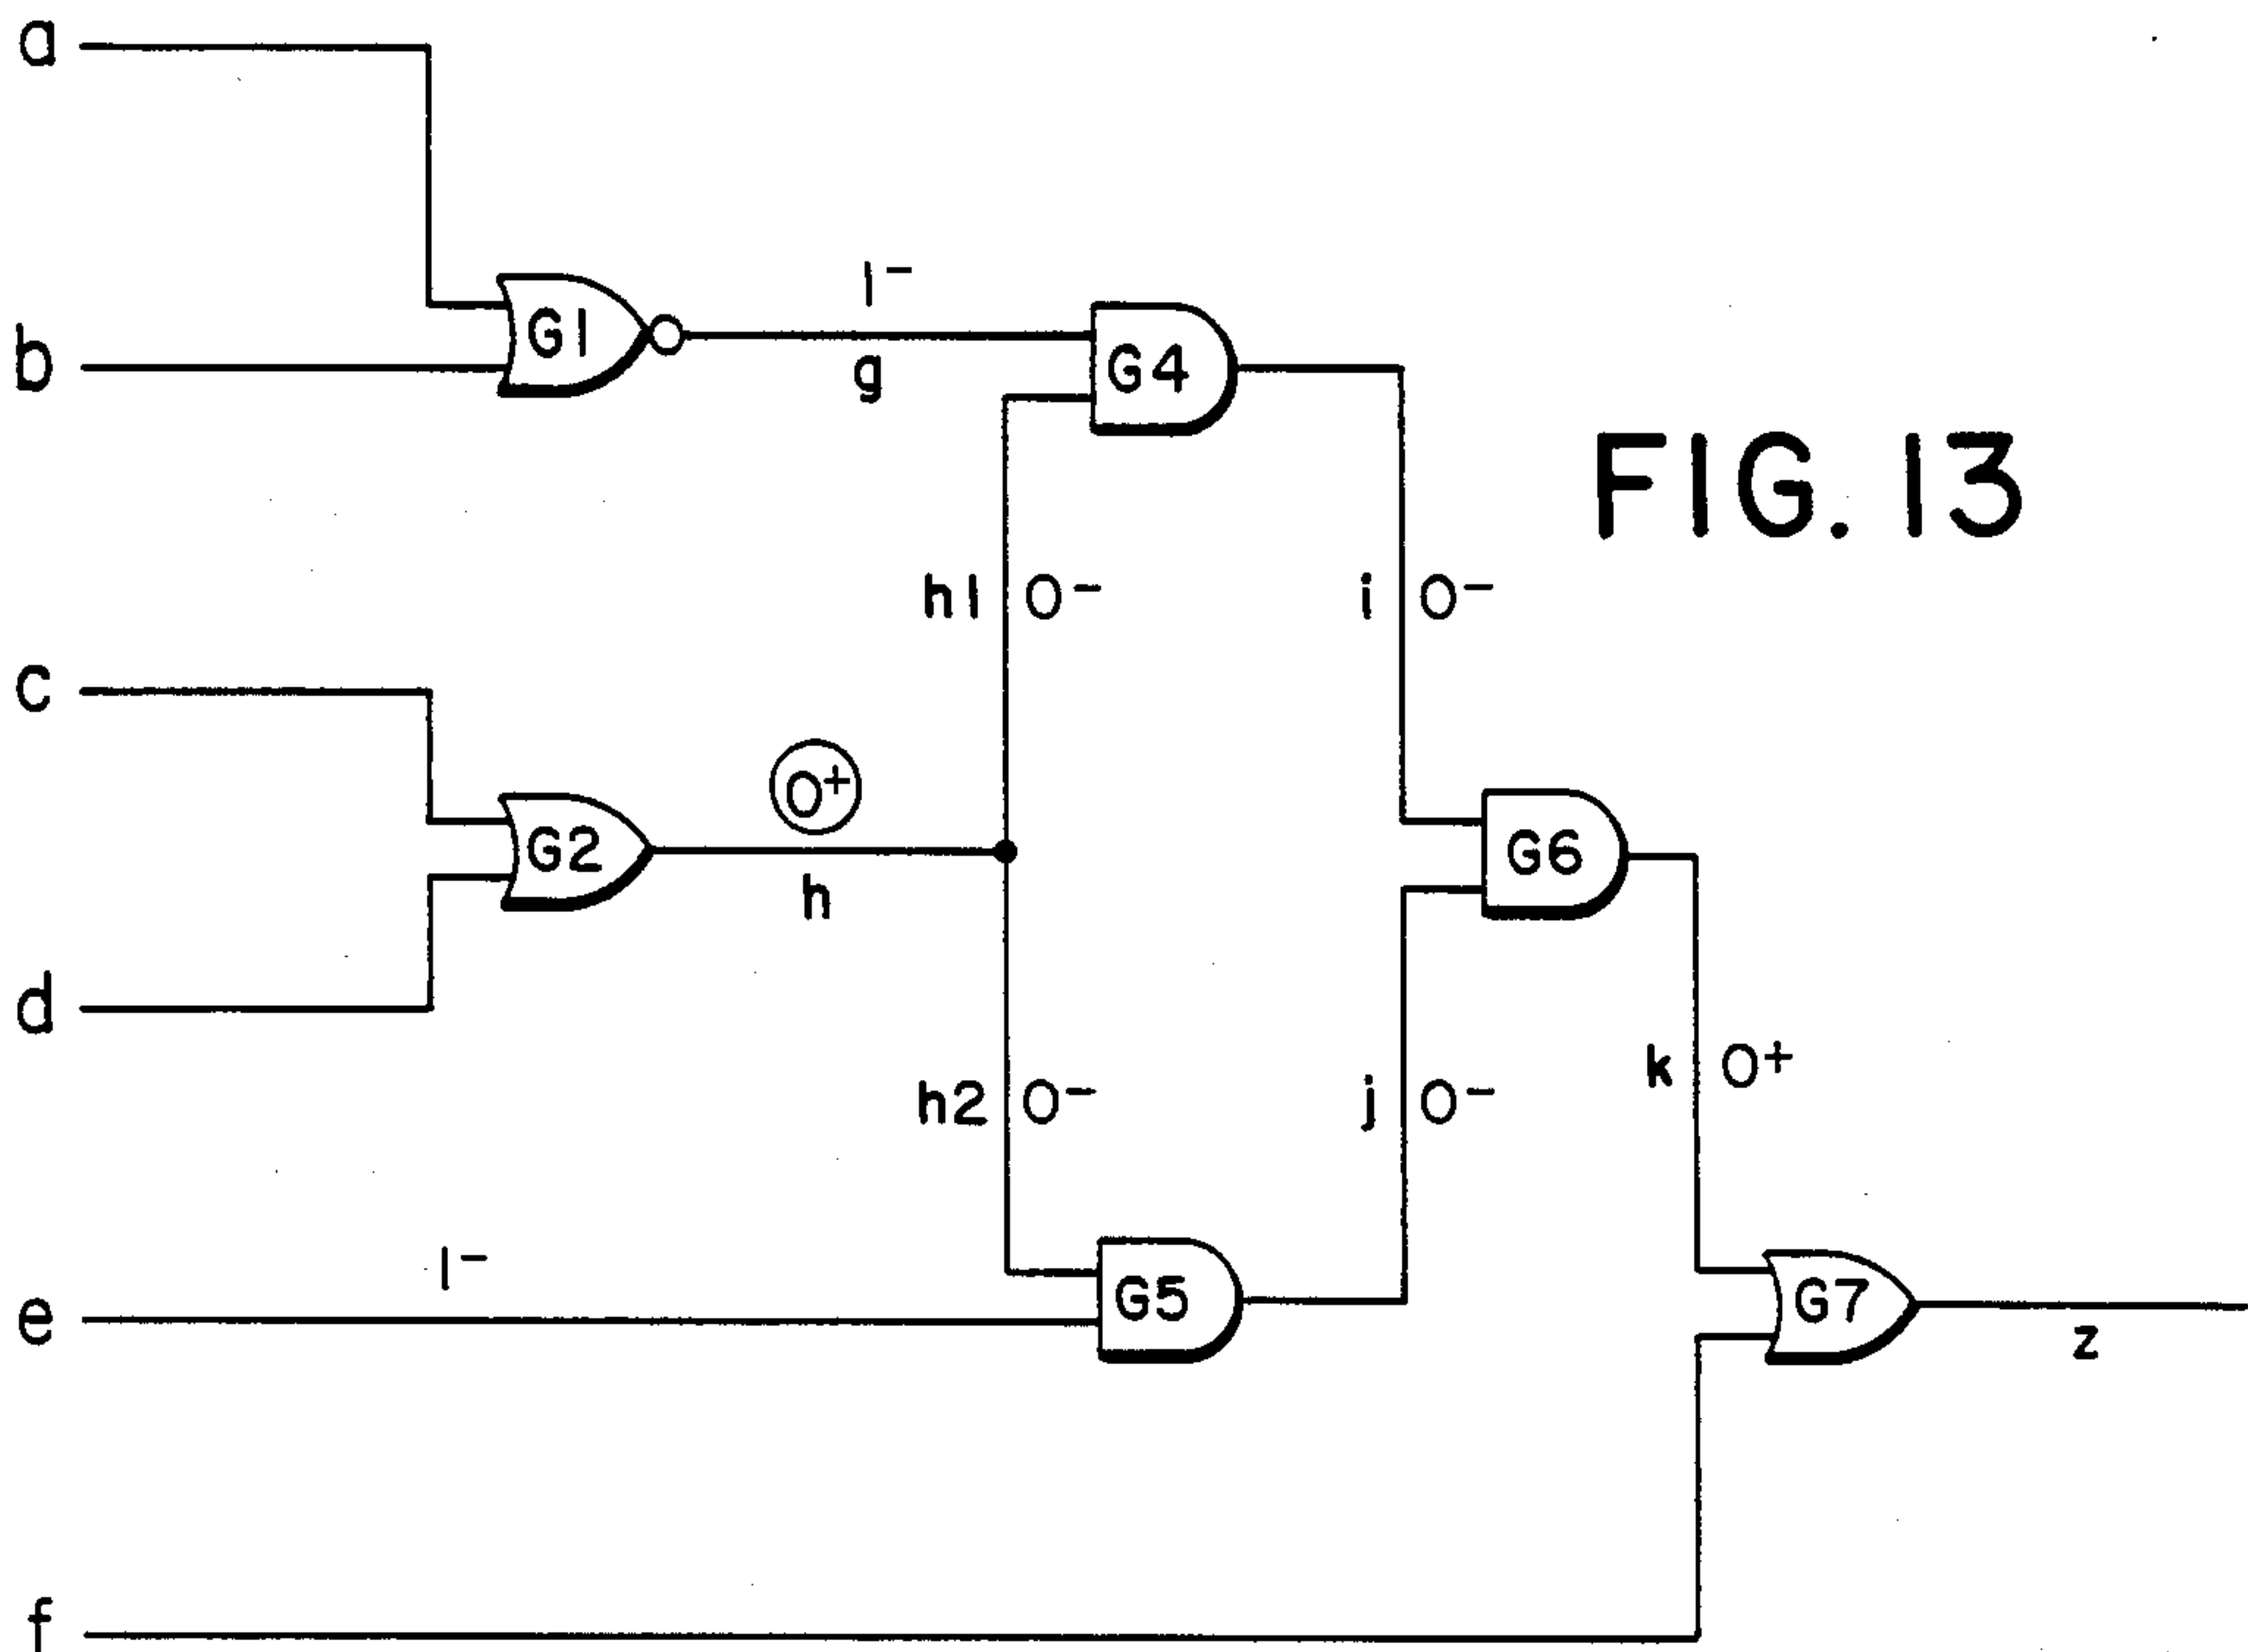 a
b
G1
1⁻
g
G4
FIG. 13
h1 0⁻
i 0⁻
c
0⁺
G2
h
G6
d
h2 0⁻
j 0⁻
k 0⁺
1⁻
e
G5
G7
z
f